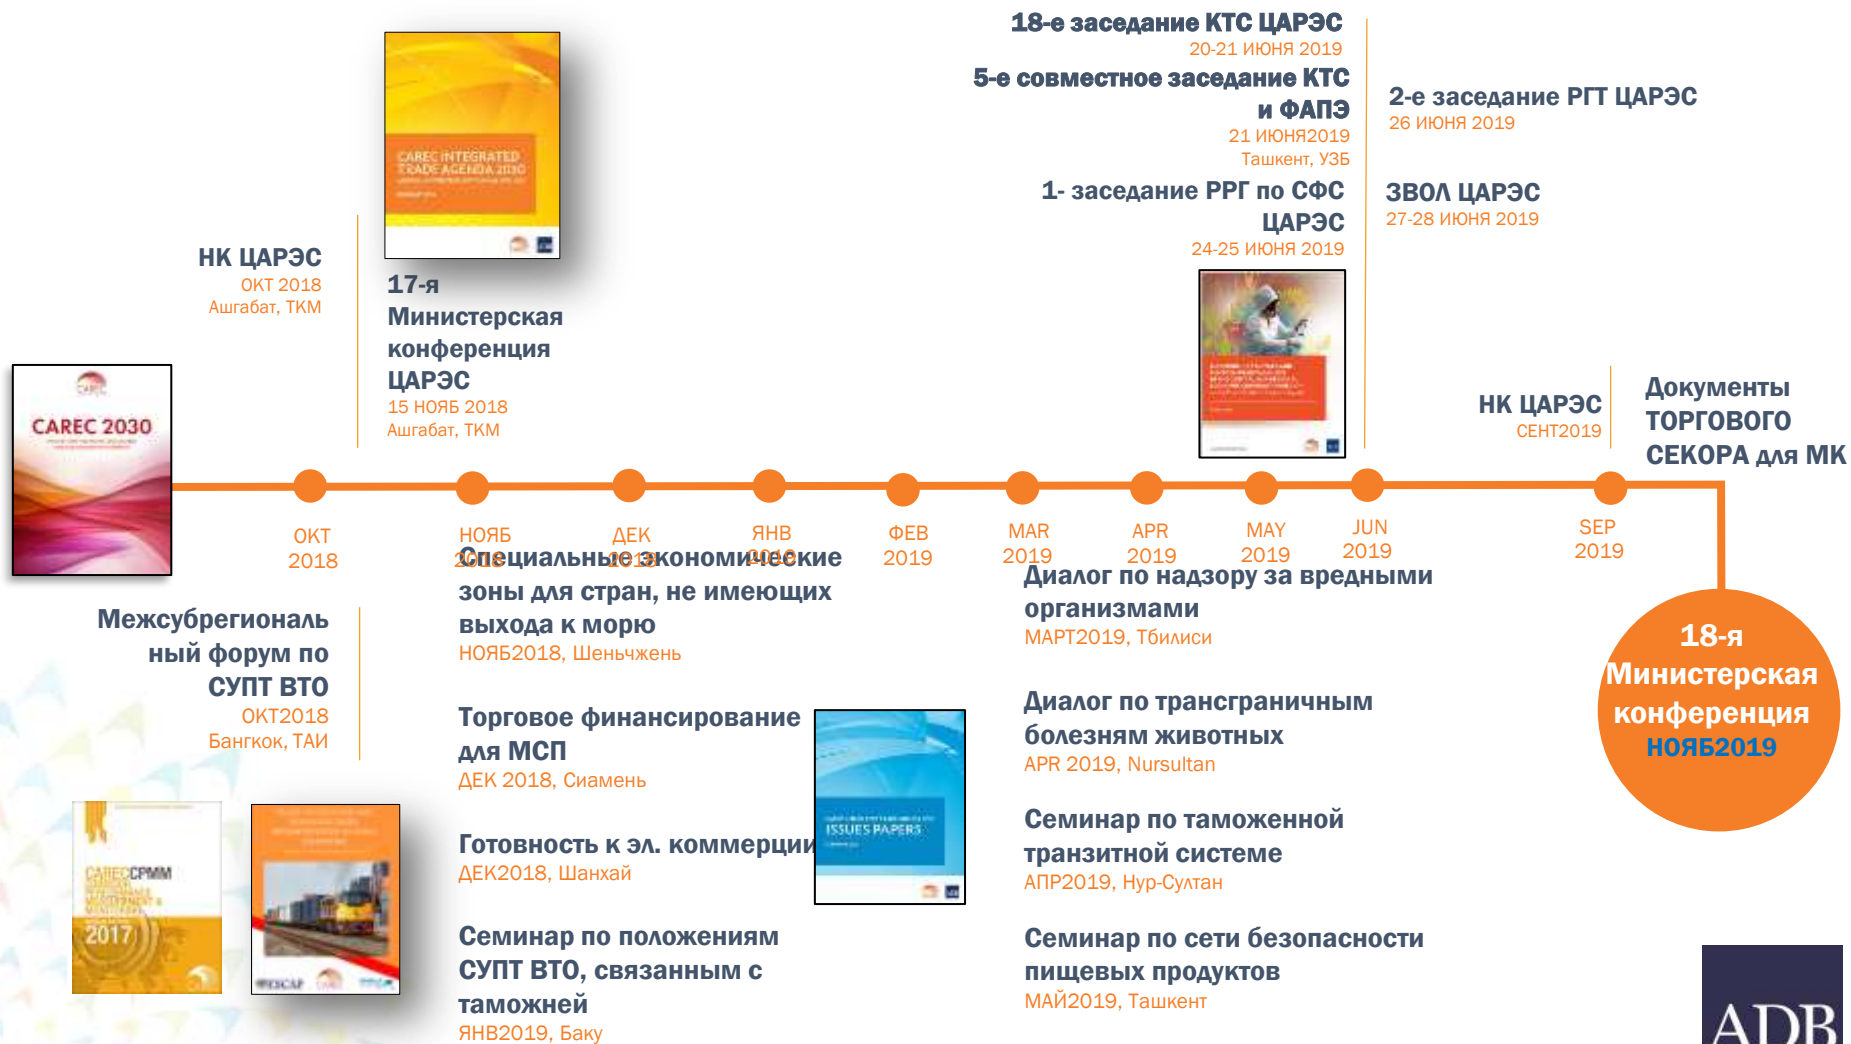 18-е заседание КТС ЦАРЭС
20-21 ИЮНЯ 2019
5-е совместное заседание КТС
и ФАПЭ
21 ИЮНЯ2019
Ташкент, УЗБ
1- заседание РРГ по СФС
ЦАРЭС
24-25 ИЮНЯ 2019
2-е заседание РГТ ЦАРЭС
26 ИЮНЯ 2019
ЗВОЛ ЦАРЭС
27-28 ИЮНЯ 2019
CAREC INTEGRATED
TRADE AGENDA 2030
НК ЦАРЭС
ОКТ 2018
Ашгабат, ТКМ
17-я
Министерская
конференция
ЦАРЭС
15 НОЯБ 2018
Ашгабат, ТКМ
CAREC
CAREC 2030
НК ЦАРЭС
СЕНТ2019
Документы
ТОРГОВОГО
СЕКОРА для МК
ОКТ
2018
НОЯБ
2018
ДЕК
2018
ЯНВ
2019
ФЕВ
2019
MAR
2019
APR
2019
MAY
2019
JUN
2019
SEP
2019
Межсубрегиональ
ный форум по
СУПТ ВТО
ОКТ2018
Бангкок, ТАИ
Специальные экономические
зоны для стран, не имеющих
выхода к морю
НОЯБ2018, Шеньчжень
Торговое финансирование
для МСП
ДЕК 2018, Сиамень
Готовность к эл. коммерции
ДЕК2018, Шанхай
Семинар по положениям
СУПТ ВТО, связанным с
таможней
ЯНВ2019, Баку
ISSUES PAPERS
Диалог по надзору за вредными
организмами
МАРТ2019, Тбилиси
Диалог по трансграничным
болезням животных
APR 2019, Nursultan
Семинар по таможенной
транзитной системе
АПР2019, Нур-Султан
Семинар по сети безопасности
пищевых продуктов
МАЙ2019, Ташкент
18-я
Министерская
конференция
НОЯБ2019
CAREC CPMM
2017
ESCAP
ADB